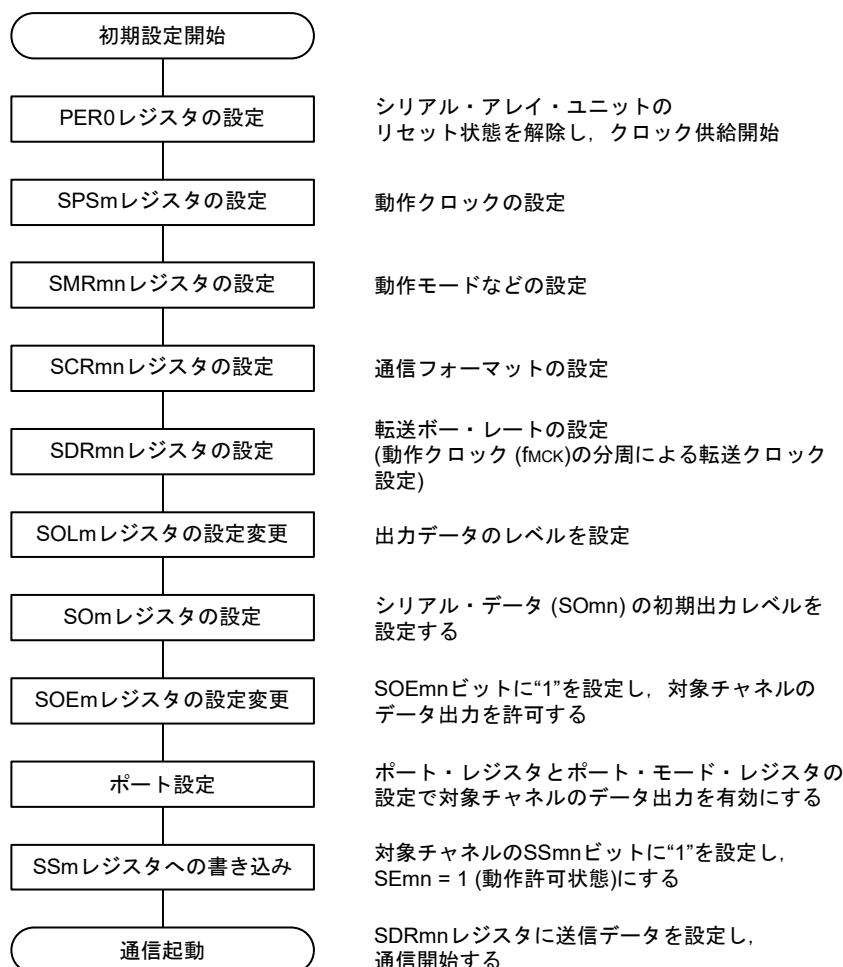 初期設定開始
PER0レジスタの設定
シリアル・アレイ・ユニットの
リセット状態を解除し，クロック供給開始
SPSmレジスタの設定
動作クロックの設定
SMRmnレジスタの設定
動作モードなどの設定
SCRmnレジスタの設定
通信フォーマットの設定
SDRmnレジスタの設定
転送ボー・レートの設定
(動作クロック (fMCK)の分周による転送クロック
設定)
SOLmレジスタの設定変更
出力データのレベルを設定
SOmレジスタの設定
シリアル・データ (SOmn) の初期出力レベルを
設定する
SOEmレジスタの設定変更
SOEmnビットに“1”を設定し，対象チャネルの
データ出力を許可する
ポート設定
ポート・レジスタとポート・モード・レジスタの
設定で対象チャネルのデータ出力を有効にする
SSmレジスタへの書き込み
対象チャネルのSSmnビットに“1”を設定し，
SEmn = 1 (動作許可状態)にする
通信起動
SDRmnレジスタに送信データを設定し，
通信開始する